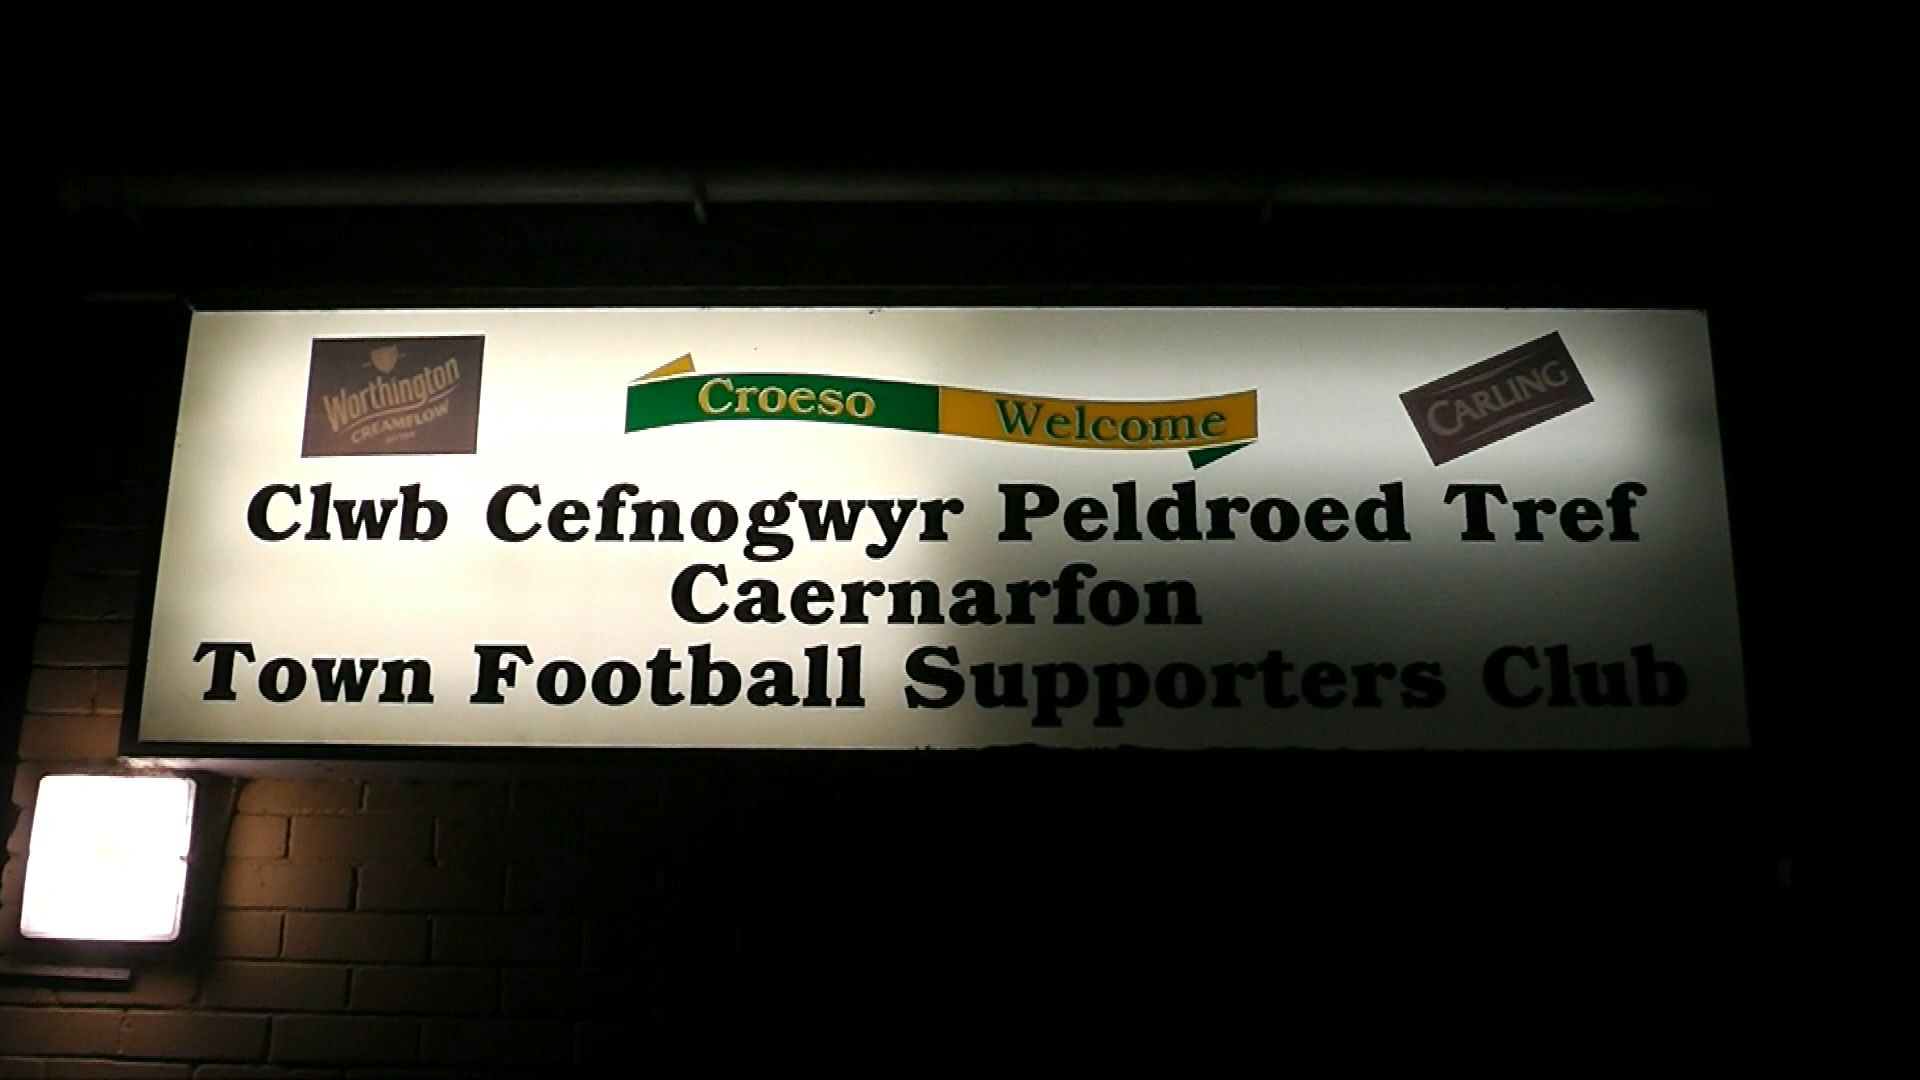 Worthington
CREAMFLOW
Croeso Welcome
CARLING
Clwb Cefnogwyr Peldroed Tref
Caernarfon
Town Football Supporters Club